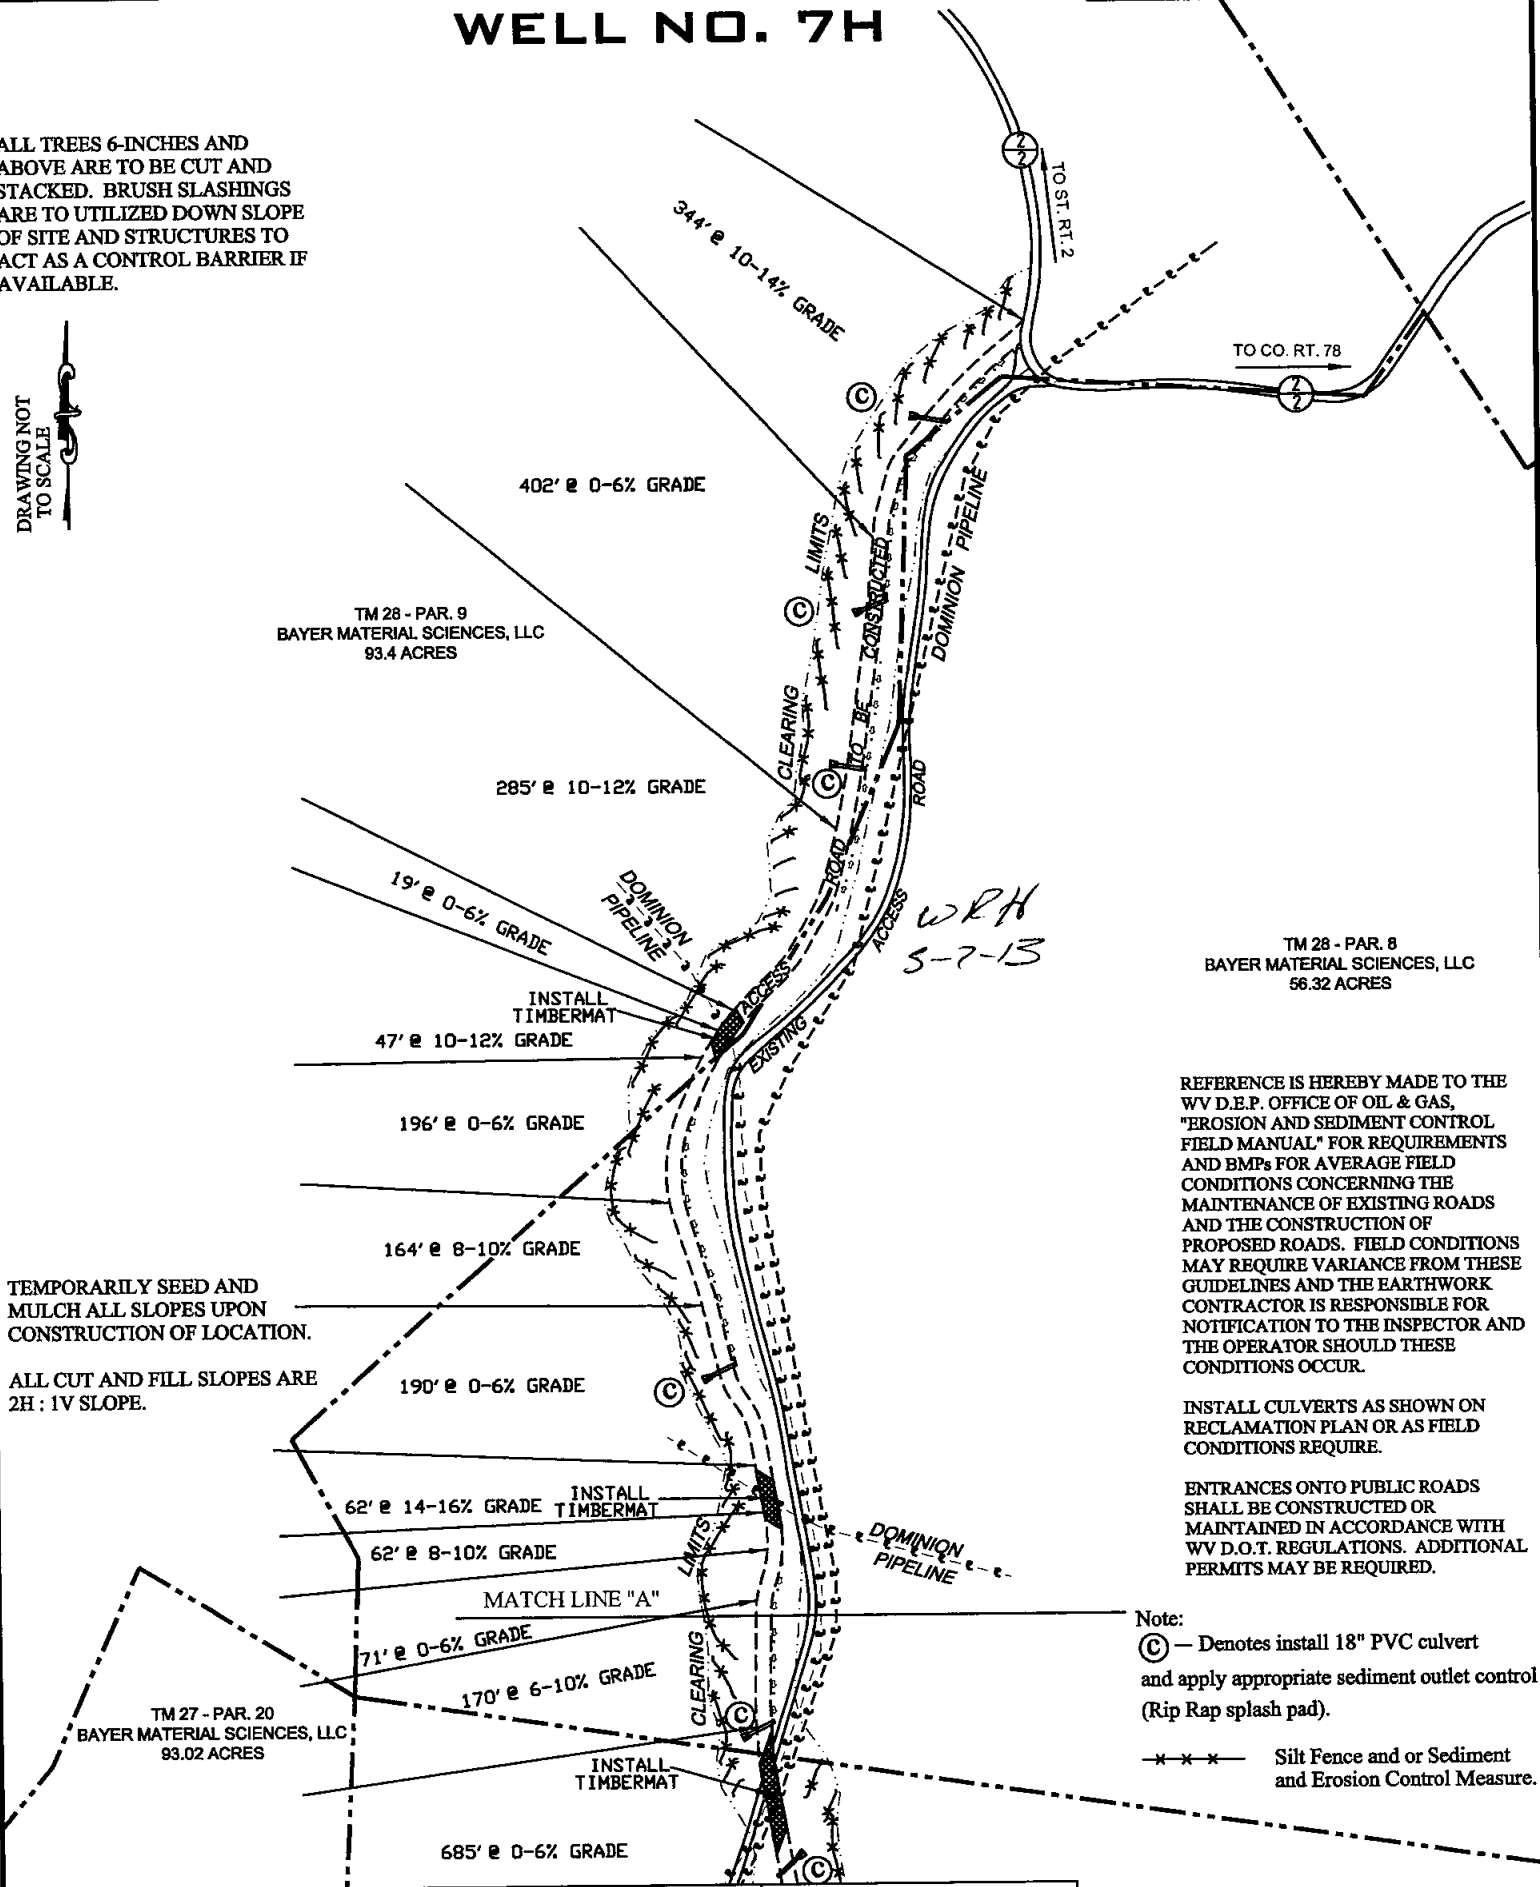 WELL NO. 7H
ALL TREES 6-INCHES AND
ABOVE ARE TO BE CUT AND
STACKED. BRUSH SLASHINGS
ARE TO UTILIZED DOWN SLOPE
OF SITE AND STRUCTURES TO
ACT AS A CONTROL BARRIER IF
AVAILABLE.
2
2
TO ST. RT. 2
344' @ 10-14% GRADE
TO CO. RT. 78
2
2
DRAWING NOT
TO SCALE
C
402' @ 0-6% GRADE
DOMINION PIPELINE
LIMITS
CLEARING
C
TM 28 - PAR. 9
BAYER MATERIAL SCIENCES, LLC
93.4 ACRES
ACCESS ROAD TO BE CONSTRUCTED
C
285' @ 10-12% GRADE
EXISTING ACCESS ROAD
19' @ 0-6% GRADE
DOMINION
PIPELINE
WRH
5-7-13
TM 28 - PAR. 8
BAYER MATERIAL SCIENCES, LLC
56.32 ACRES
INSTALL
TIMBERMAT
47' @ 10-12% GRADE
196' @ 0-6% GRADE
REFERENCE IS HEREBY MADE TO THE
WV D.E.P. OFFICE OF OIL & GAS,
"EROSION AND SEDIMENT CONTROL
FIELD MANUAL" FOR REQUIREMENTS
AND BMPs FOR AVERAGE FIELD
CONDITIONS CONCERNING THE
MAINTENANCE OF EXISTING ROADS
AND THE CONSTRUCTION OF
PROPOSED ROADS. FIELD CONDITIONS
MAY REQUIRE VARIANCE FROM THESE
GUIDELINES AND THE EARTHWORK
CONTRACTOR IS RESPONSIBLE FOR
NOTIFICATION TO THE INSPECTOR AND
THE OPERATOR SHOULD THESE
CONDITIONS OCCUR.
164' @ 8-10% GRADE
TEMPORARILY SEED AND
MULCH ALL SLOPES UPON
CONSTRUCTION OF LOCATION.
ALL CUT AND FILL SLOPES ARE
2H : 1V SLOPE.
190' @ 0-6% GRADE
C
INSTALL CULVERTS AS SHOWN ON
RECLAMATION PLAN OR AS FIELD
CONDITIONS REQUIRE.
62' @ 14-16% GRADE
INSTALL
TIMBERMAT
ENTRANCES ONTO PUBLIC ROADS
SHALL BE CONSTRUCTED OR
MAINTAINED IN ACCORDANCE WITH
WV D.O.T. REGULATIONS. ADDITIONAL
PERMITS MAY BE REQUIRED.
62' @ 8-10% GRADE
DOMINION
PIPELINE
LIMITS
CLEARING
MATCH LINE "A"
71' @ 0-6% GRADE
170' @ 6-10% GRADE
C
Note:
C – Denotes install 18" PVC culvert
and apply appropriate sediment outlet control
(Rip Rap splash pad).
TM 27 - PAR. 20
BAYER MATERIAL SCIENCES, LLC
93.02 ACRES
INSTALL
TIMBERMAT
Silt Fence and or Sediment
and Erosion Control Measure.
685' @ 0-6% GRADE
C